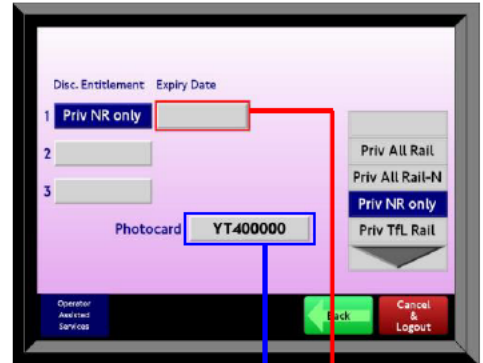 Disc. Entitlement Expiry Date
1 Priv NR only
2
3
Photocard YT400000
Priv All Rail
Priv All Rail-N
Priv NR only
Priv TfL Rail
Operator
Assisted
Services
Back
Cancel
&
Logout